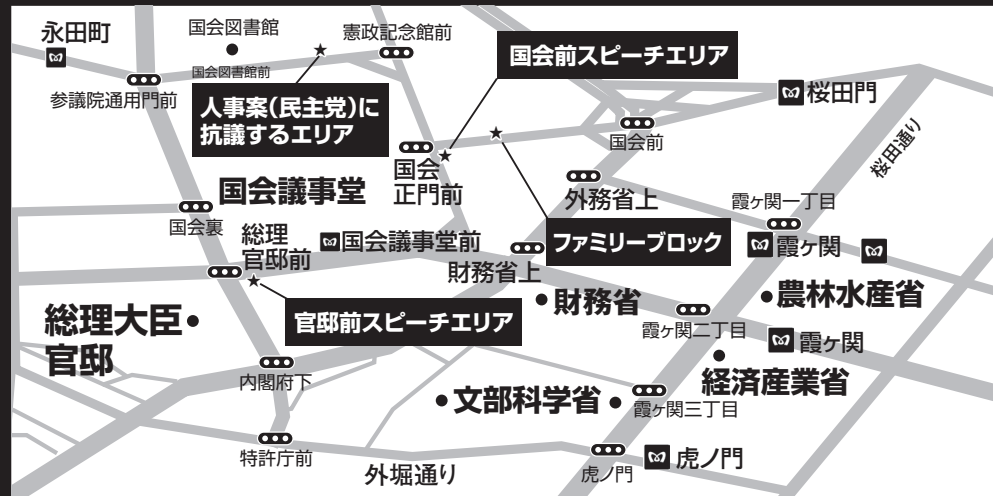 永田町
国会図書館
憲政記念館前
国会前スピーチエリア
国会図書館前
参議院通用門前
人事案(民主党)に
抗議するエリア
桜田門
国会前
桜田通り
国会
正門前
国会議事堂
外務省上
霞ヶ関一丁目
国会裏
総理
官邸前
国会議事堂前
財務省上
ファミリーブロック
霞ヶ関
農林水産省
財務省
総理大臣
官邸
官邸前スピーチエリア
霞ヶ関二丁目
霞ヶ関
経済産業省
内閣府下
文部科学省
霞ヶ関三丁目
特許庁前
外堀通り
虎ノ門
虎ノ門